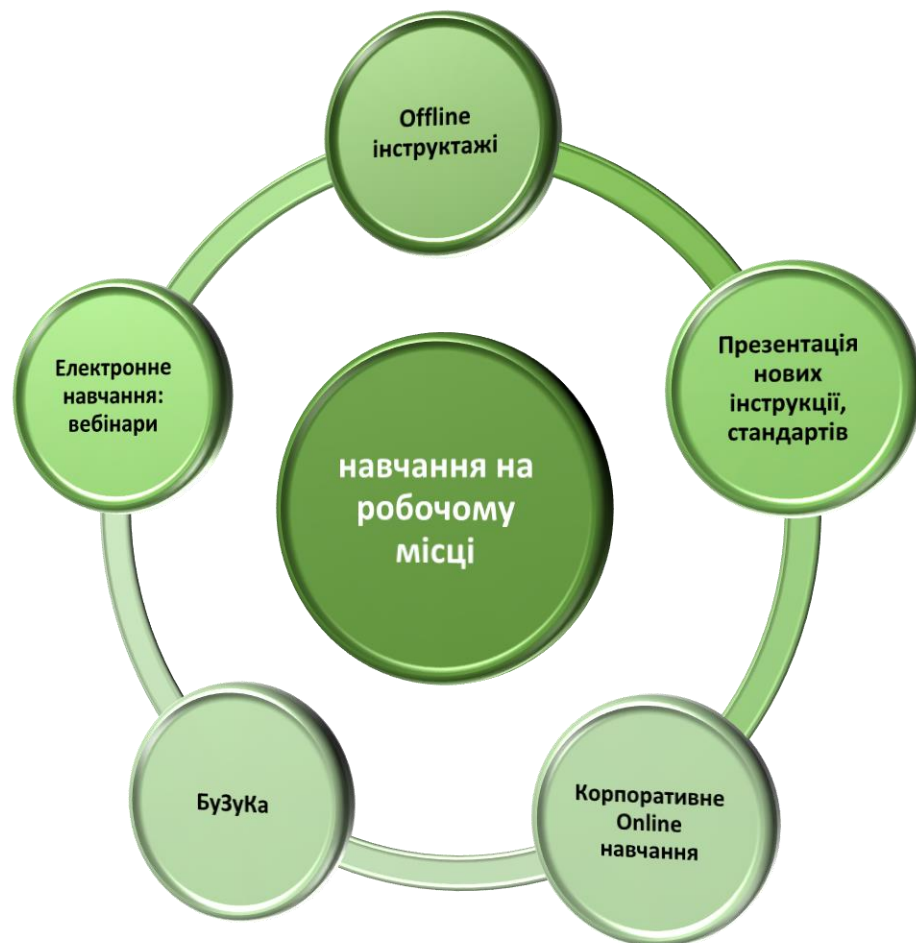 Offline
інструктажі
Презентація
нових
інструкції,
стандартів
Електронне
навчання:
вебінари
навчання на
робочому
місці
БуЗуКа
Корпоративне
Online
навчання